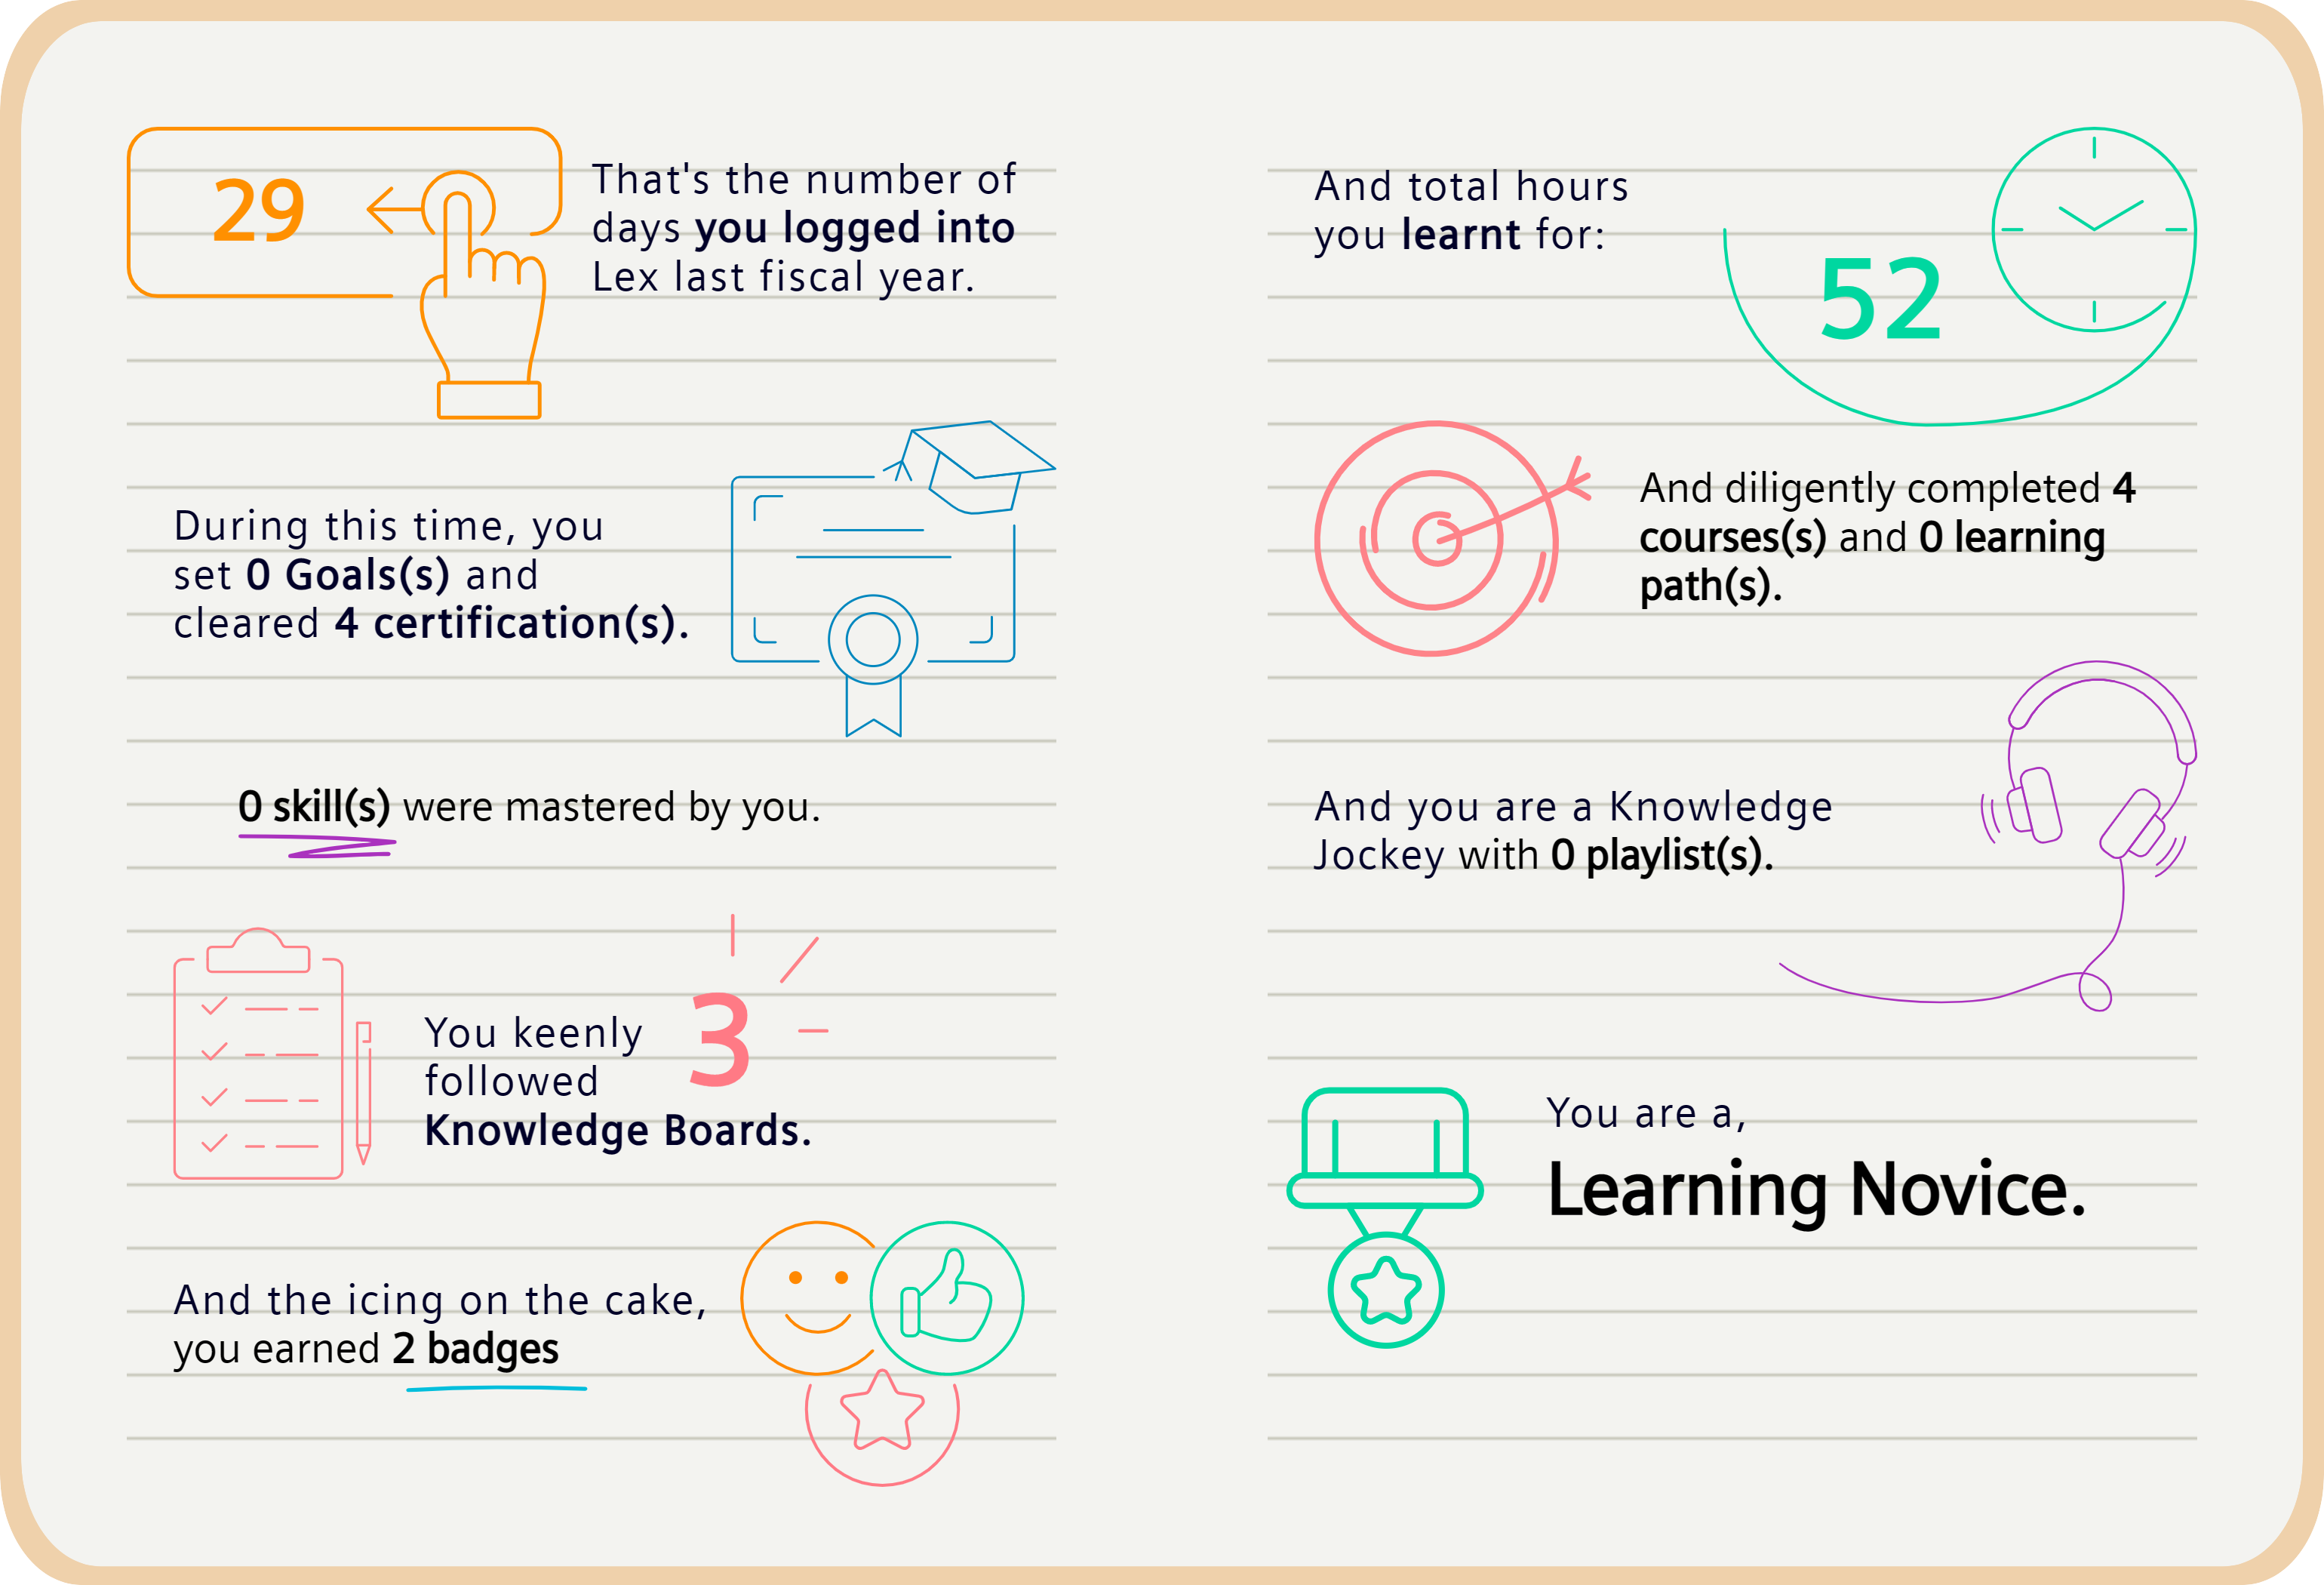 29
That's the number of
days you logged into
Lex last fiscal year.
During this time, you
set 0 Goals(s) and
cleared 4 certification(s).
0 skill(s) were mastered by you.
3
You keenly
followed
Knowledge Boards.
And the icing on the cake,
you earned 2 badges
And total hours
you learnt for:
52
And diligently completed 4
courses(s) and 0 learning
path(s).
And you are a Knowledge
Jockey with 0 playlist(s).
You are a,
Learning Novice.